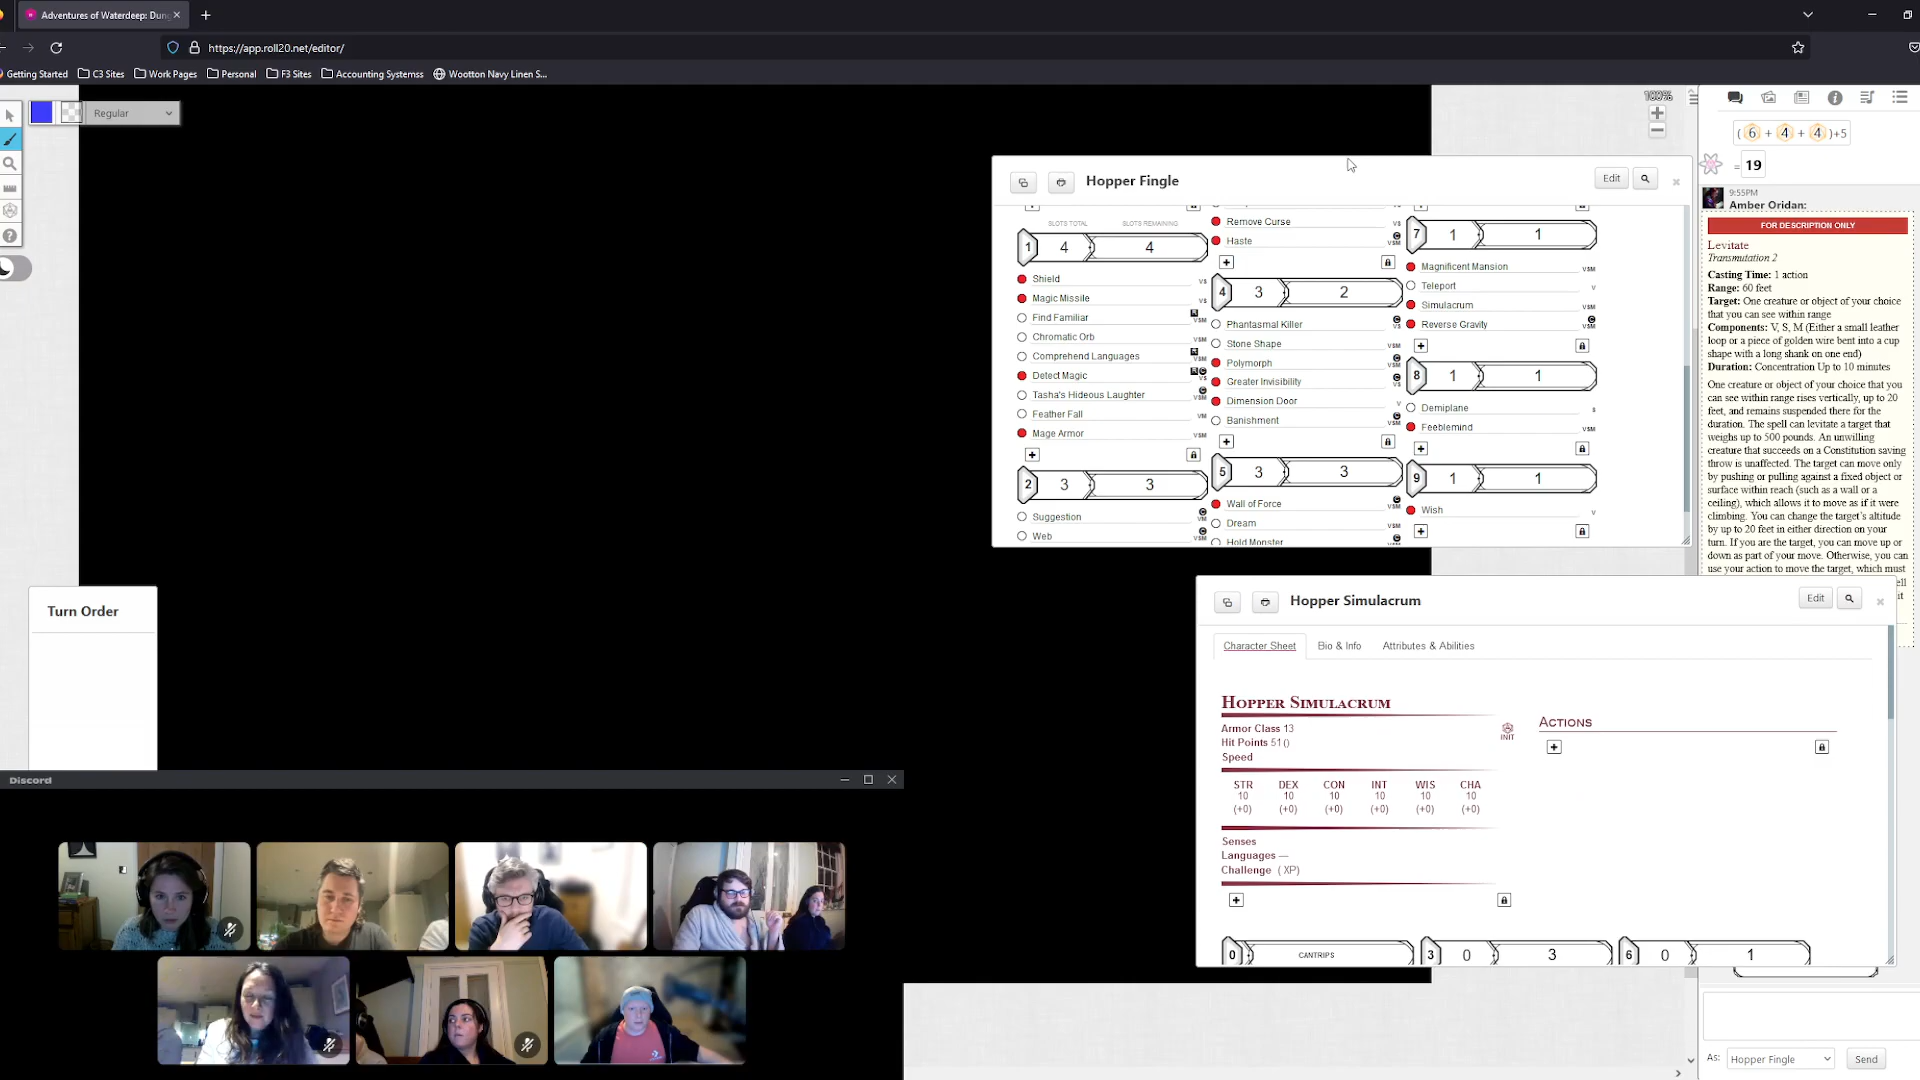 Adventures of Waterdeep: Dun
https://app.roll20.net/editor/
Getting Started
C3 Sites
Work Pages
Personal
F3 Sites
Accounting Systemss
Wootton Navy Linen S...
Regular
100%
(6 + 4 + 4)+5
= 19
9:55PM
Amber Oridan:
FOR DESCRIPTION ONLY
Levitate
Transmutation 2
Casting Time: 1 action
Range: 60 feet
Target: One creature or object of your choice
that you can see within range
Components: V, S, M (Either a small leather
loop or a piece of golden wire bent into a cup
shape with a long shank on one end)
Duration: Concentration Up to 10 minutes
One creature or object of your choice that you
can see within range rises vertically, up to 20
feet, and remains suspended there for the
duration. The spell can levitate a target that
weighs up to 500 pounds. An unwilling
creature that succeeds on a Constitution saving
throw is unaffected. The target can move only
by pushing or pulling against a fixed object or
surface within reach (such as a wall or a
ceiling), which allows it to move as if it were
climbing. You can change the target's altitude
by up to 20 feet in either direction on your
turn. If you are the target, you can move up or
down as part of your move. Otherwise, you can
use your action to move the target, which must
Hopper Fingle
Edit
SLOTS TOTAL
SLOTS REMAINING
1 4 4
Shield
Magic Missile
Find Familiar
Chromatic Orb
Comprehend Languages
Detect Magic
Tasha's Hideous Laughter
Feather Fall
Mage Armor
2 3 3
Suggestion
Web
Remove Curse
Haste
4 3 2
Phantasmal Killer
Stone Shape
Polymorph
Greater Invisibility
Dimension Door
Banishment
5 3 3
Wall of Force
Dream
Hold Monster
7 1 1
Magnificent Mansion
Teleport
Simulacrum
Reverse Gravity
8 1 1
Demiplane
Feeblemind
9 1 1
Wish
Hopper Simulacrum
Edit
Character Sheet
Bio & Info
Attributes & Abilities
HOPPER SIMULACRUM
Armor Class 13
Hit Points 51()
Speed
INIT
STR DEX CON INT WIS CHA
10 10 10 10 10 10
(+0) (+0) (+0) (+0) (+0) (+0)
Senses
Languages —
Challenge ( XP)
ACTIONS
0 CANTRIPS
3 0 3
6 0 1
Turn Order
Discord
As: Hopper Fingle
Send